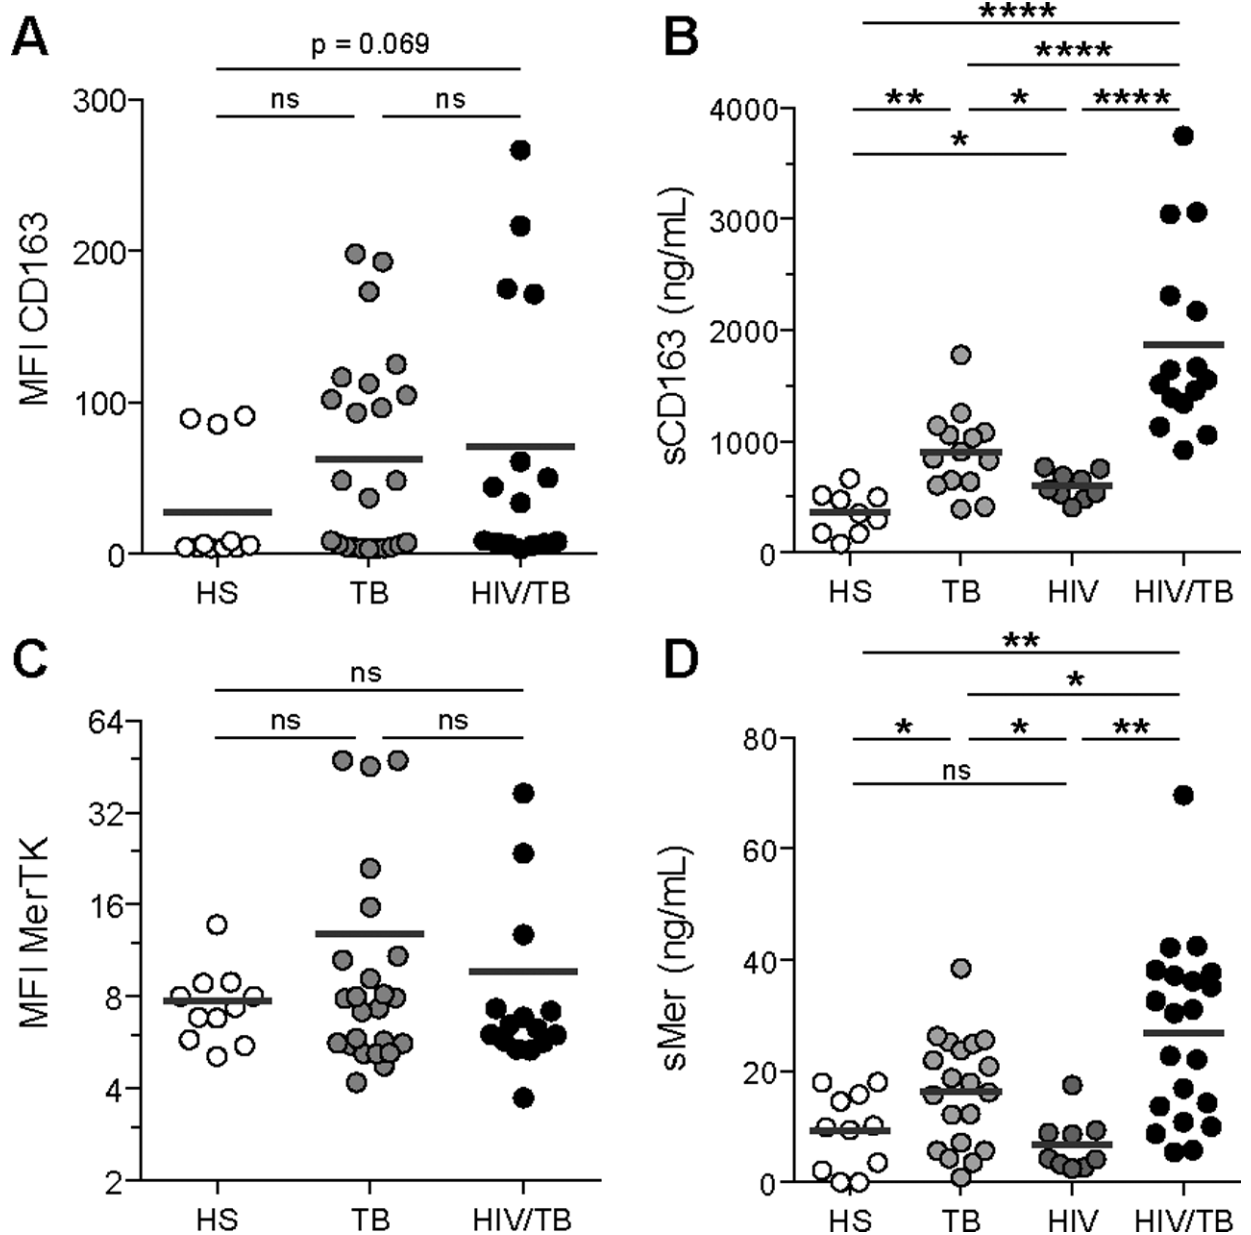 A
p = 0.069
ns
ns
300
200
100
0
MFI CD163
HS
TB
HIV/TB
B
****
****
**
*
****
*
4000
3000
2000
1000
0
sCD163 (ng/mL)
HS
TB
HIV
HIV/TB
C
ns
ns
ns
64
32
16
8
4
2
MFI MerTK
HS
TB
HIV/TB
D
**
*
*
*
**
ns
80
60
40
20
0
sMer (ng/mL)
HS
TB
HIV
HIV/TB